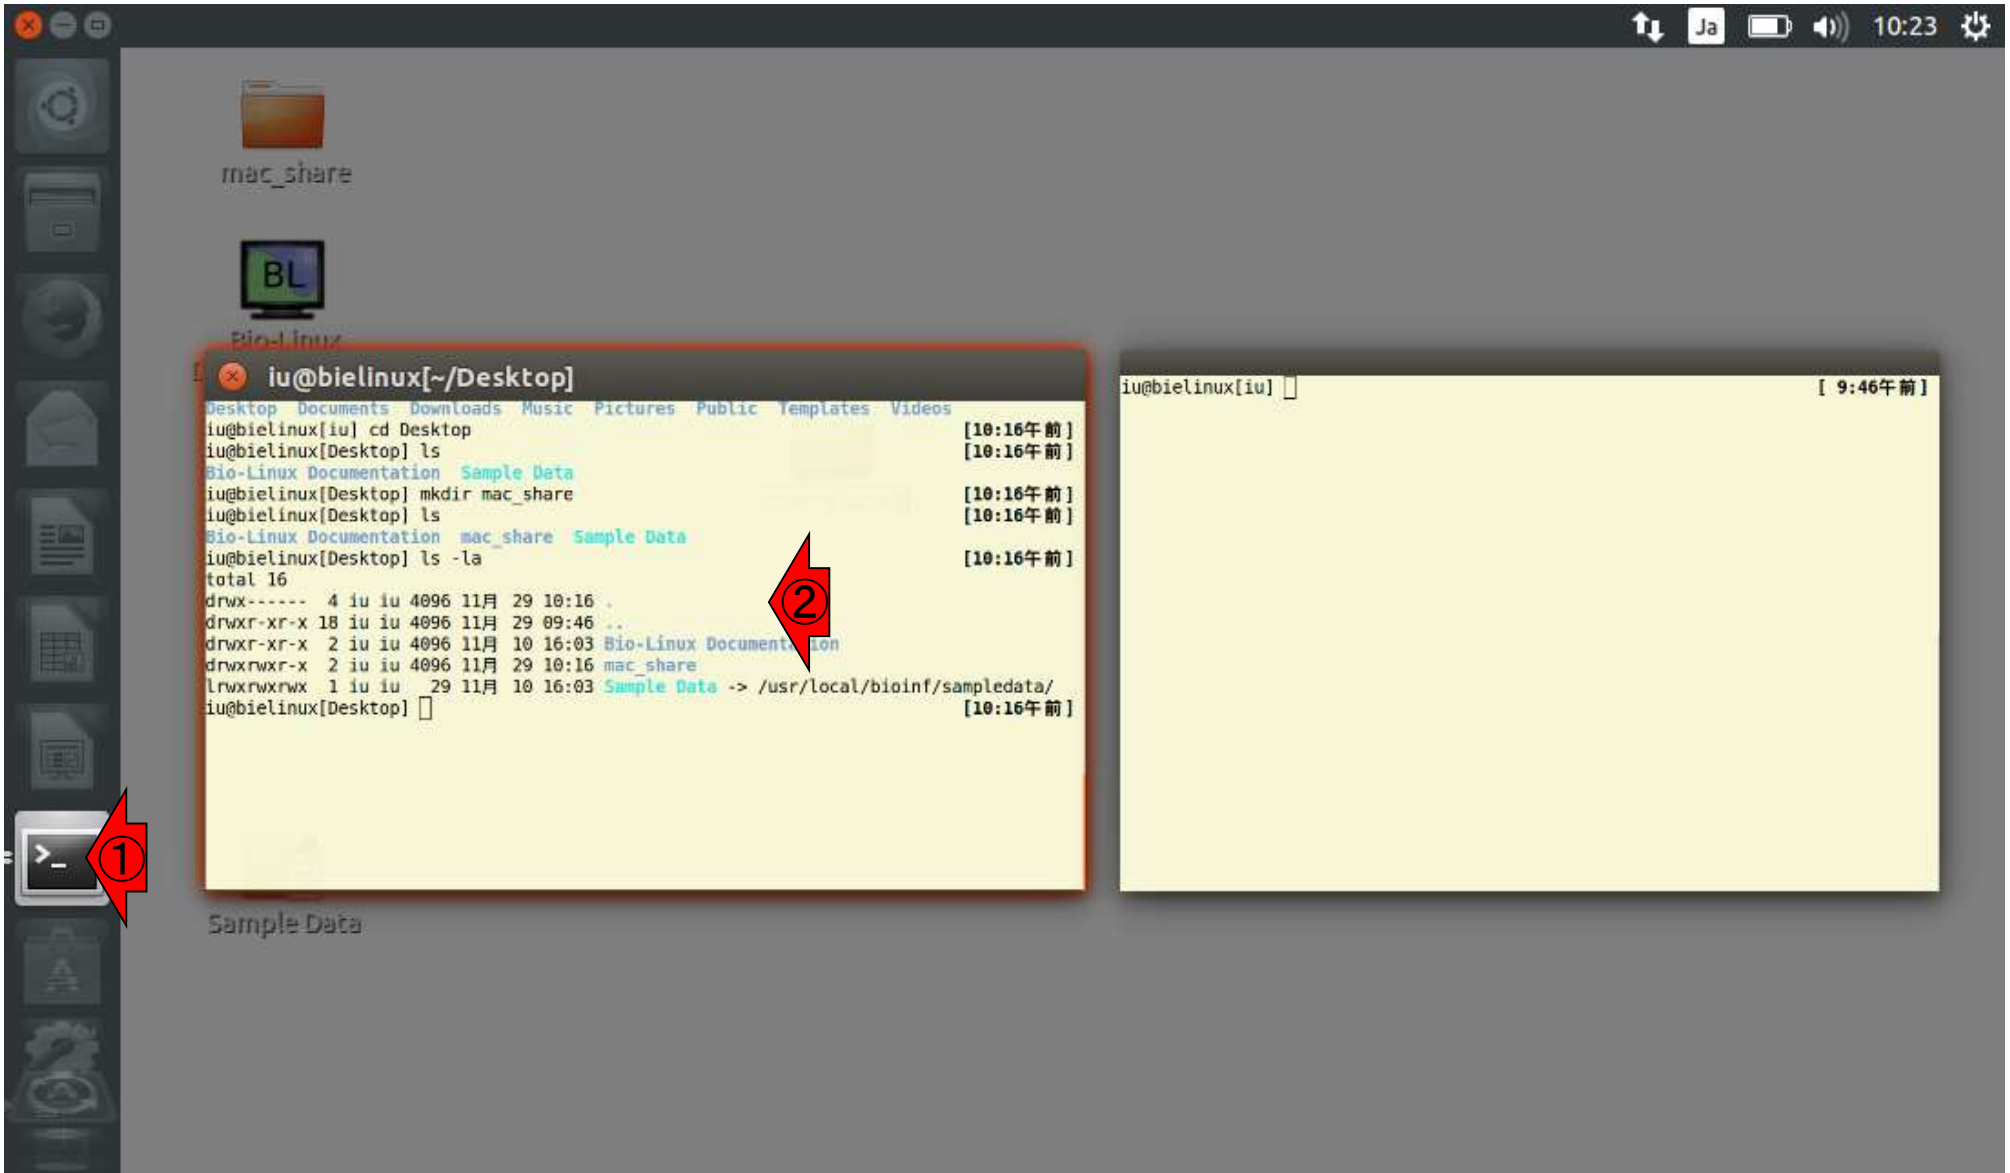 Ja 10:23
mac_share
BL
Bio-Linux
iu@bielinux[~/Desktop]
Desktop Documents Downloads Music Pictures Public Templates Videos
iu@bielinux[iu] cd Desktop [10:16午前]
iu@bielinux[Desktop] ls [10:16午前]
Bio-Linux Documentation Sample Data
iu@bielinux[Desktop] mkdir mac_share [10:16午前]
iu@bielinux[Desktop] ls [10:16午前]
Bio-Linux Documentation mac_share Sample Data
iu@bielinux[Desktop] ls -la [10:16午前]
total 16
drwx------ 4 iu iu 4096 11月 29 10:16 .
drwxr-xr-x 18 iu iu 4096 11月 29 09:46 ..
drwxr-xr-x 2 iu iu 4096 11月 10 16:03 Bio-Linux Documentation
drwxrwxr-x 2 iu iu 4096 11月 29 10:16 mac_share
lrwxrwxrwx 1 iu iu 29 11月 10 16:03 Sample Data -> /usr/local/bioinf/sampledata/
iu@bielinux[Desktop] [10:16午前]
②
iu@bielinux[iu] [ 9:46午前]
>_
①
Sample Data